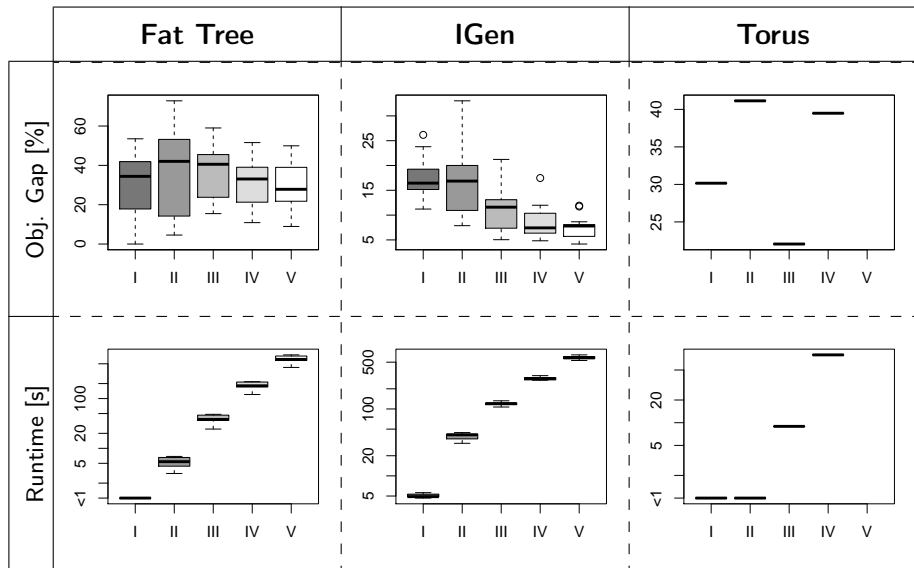 Fat Tree IGen Torus
Obj. Gap [%]
60
40
20
0
I II III IV V
25
15
5
I II III IV V
40
35
30
25
I II III IV V
Runtime [s]
100
20
5
<1
I II III IV V
500
100
20
5
I II III IV V
20
5
<1
I II III IV V